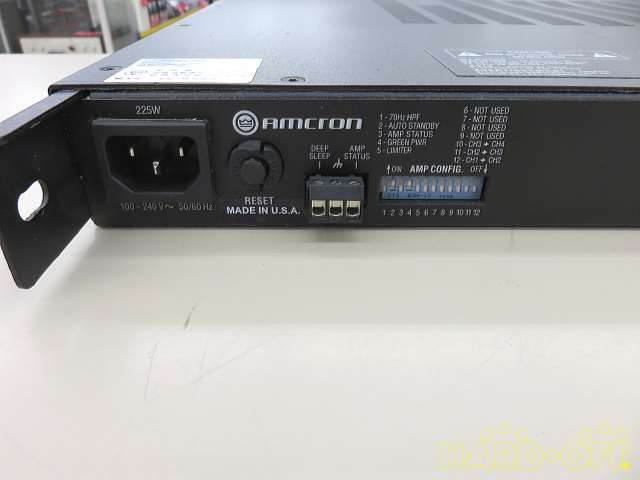 225W
100 - 240 V～ 50/60 Hz
AMCRON
RESET
MADE IN U.S.A.
DEEP SLEEP
AMP STATUS
1 - 70Hz HPF
2 - AUTO STANDBY
3 - AMP STATUS
4 - GREEN PWR
5 - LIMITER
6 - NOT USED
7 - NOT USED
8 - NOT USED
9 - NOT USED
10 - CH3 ➔ CH4
11 - CH2 ➔ CH3
12 - CH1 ➔ CH2
↑ON AMP CONFIG. OFF↓
1 2 3 4 5 6 7 8 9 10 11 12
HARD-OFF